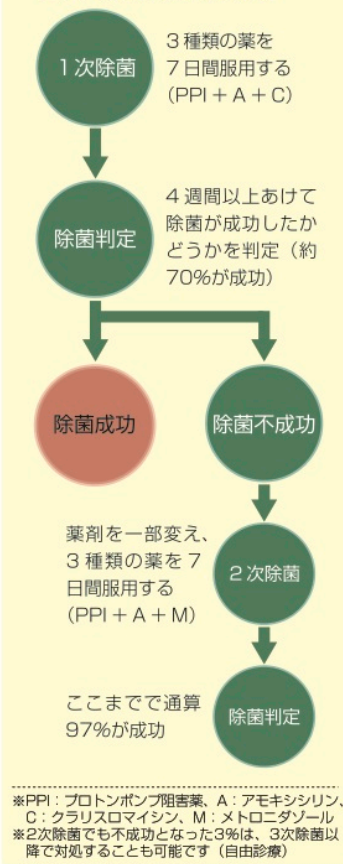 1次除菌
3種類の薬を
7日間服用する
（PPI＋A＋C）
除菌判定
4週間以上あけて
除菌が成功したか
どうかを判定（約
70%が成功）
除菌成功
除菌不成功
薬剤を一部変え、
3種類の薬を7
日間服用する
（PPI＋A＋M）
2次除菌
ここまでで通算
97%が成功
除菌判定
※PPI：プロトンポンプ阻害薬、A：アモキシシリン、
C：クラリスロマイシン、M：メトロニダゾール
※2次除菌でも不成功となった3%は、3次除菌以
降で対処することも可能です（自由診療）